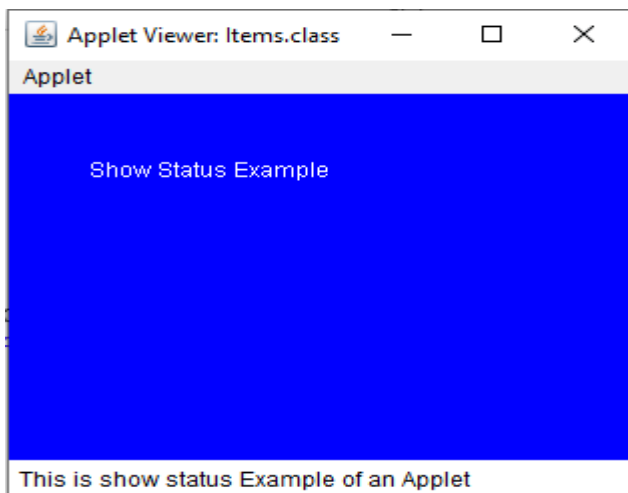 Applet Viewer: Items.class
Applet
Show Status Example
This is show status Example of an Applet